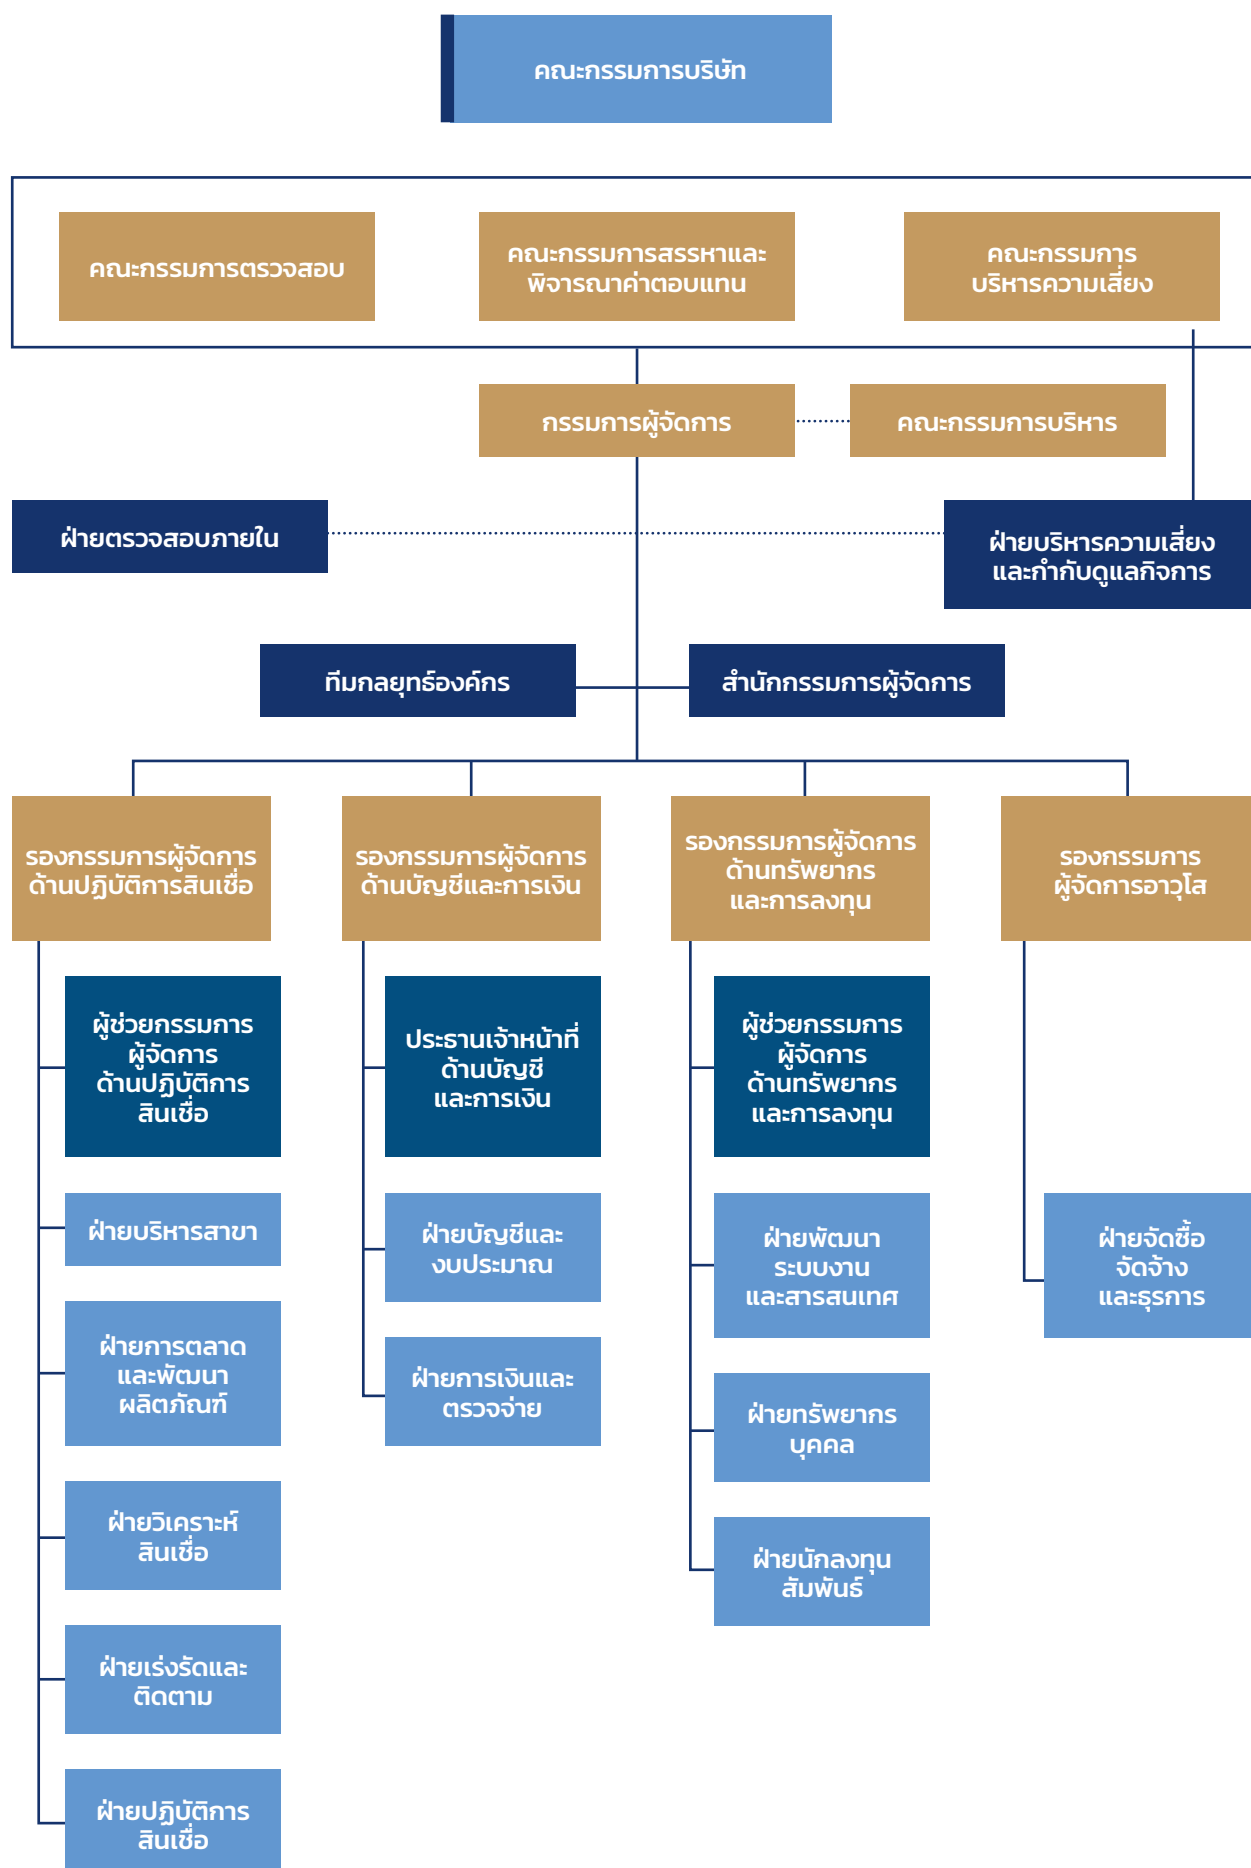 คณะกรรมการบริษัท
คณะกรรมการตรวจสอบ
คณะกรรมการสรรหาและ
พิจารณาค่าตอบแทน
คณะกรรมการ
บริหารความเสี่ยง
กรรมการผู้จัดการ
คณะกรรมการบริหาร
ฝ่ายตรวจสอบภายใน
ฝ่ายบริหารความเสี่ยง
และกำกับดูแลกิจการ
ทีมกลยุทธ์องค์กร
สำนักกรรมการผู้จัดการ
รองกรรมการผู้จัดการ
ด้านปฏิบัติการสินเชื่อ
ผู้ช่วยกรรมการ
ผู้จัดการ
ด้านปฏิบัติการ
สินเชื่อ
ฝ่ายบริหารสาขา
ฝ่ายการตลาด
และพัฒนา
ผลิตภัณฑ์
ฝ่ายวิเคราะห์
สินเชื่อ
ฝ่ายเร่งรัดและ
ติดตาม
ฝ่ายปฏิบัติการ
สินเชื่อ
รองกรรมการผู้จัดการ
ด้านบัญชีและการเงิน
ประธานเจ้าหน้าที่
ด้านบัญชี
และการเงิน
ฝ่ายบัญชีและ
งบประมาณ
ฝ่ายการเงินและ
ตรวจจ่าย
รองกรรมการผู้จัดการ
ด้านทรัพยากร
และการลงทุน
ผู้ช่วยกรรมการ
ผู้จัดการ
ด้านทรัพยากร
และการลงทุน
ฝ่ายพัฒนา
ระบบงาน
และสารสนเทศ
ฝ่ายทรัพยากร
บุคคล
ฝ่ายนักลงทุน
สัมพันธ์
รองกรรมการ
ผู้จัดการอาวุโส
ฝ่ายจัดซื้อ
จัดจ้าง
และธุรการ